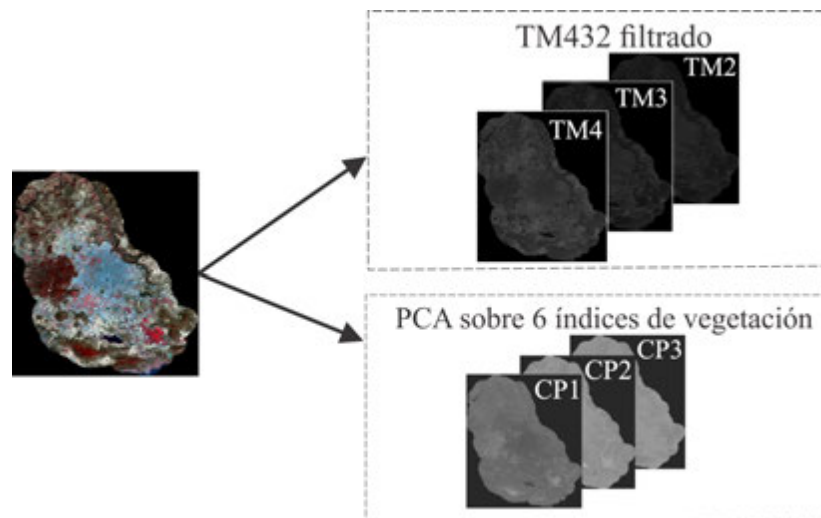 TM432 filtrado
TM2
TM3
TM4
PCA sobre 6 índices de vegetación
CP3
CP2
CP1